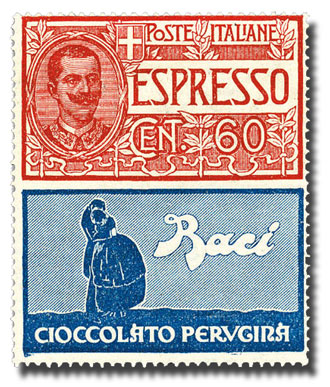 POSTE ITALIANE
ESPRESSO
CENT. 60
Baci
CIOCCOLATO PERVGINA